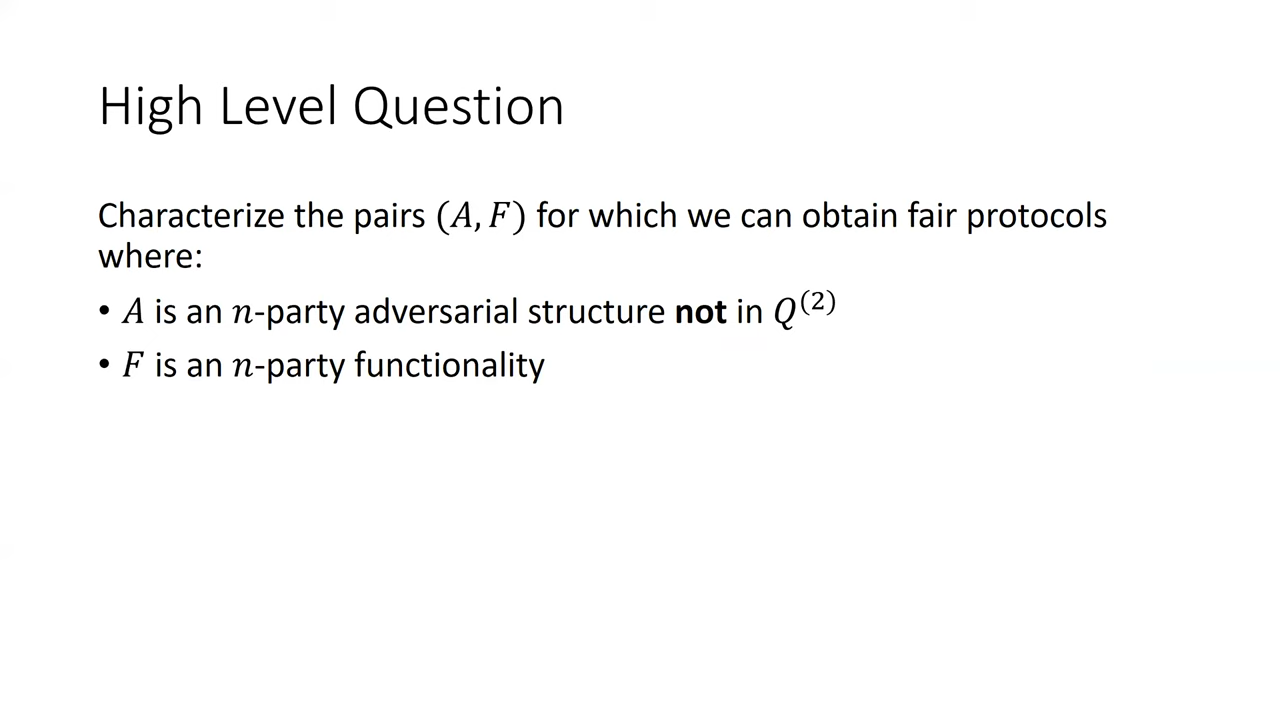 High Level Question
Characterize the pairs (A, F) for which we can obtain fair protocols
where:
• A is an n-party adversarial structure not in Q⁽²⁾
• F is an n-party functionality